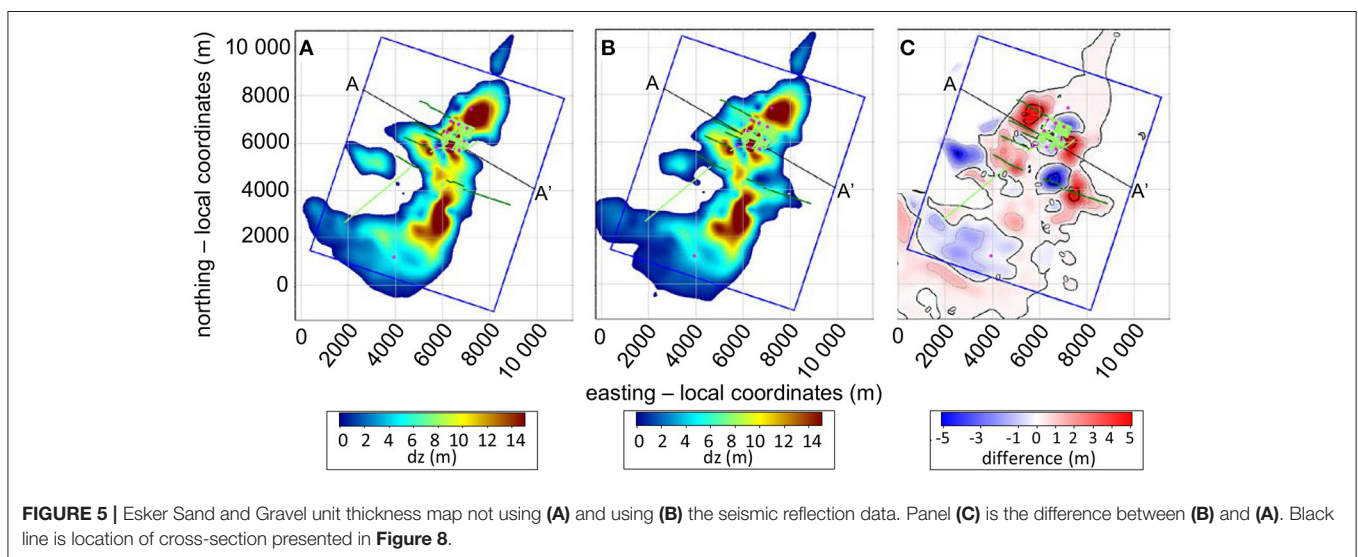 A
B
C
A
A'
A
A'
A
A'
northing – local coordinates (m)
10 000
8000
6000
4000
2000
0
0
2000
4000
6000
8000
10 000
0
2000
4000
6000
8000
10 000
0
2000
4000
6000
8000
10 000
easting – local coordinates (m)
0 2 4 6 8 10 12 14
dz (m)
0 2 4 6 8 10 12 14
dz (m)
-5 -3 -1 0 1 2 3 4 5
difference (m)
FIGURE 5 | Esker Sand and Gravel unit thickness map not using (A) and using (B) the seismic reflection data. Panel (C) is the difference between (B) and (A). Black
line is location of cross-section presented in Figure 8.